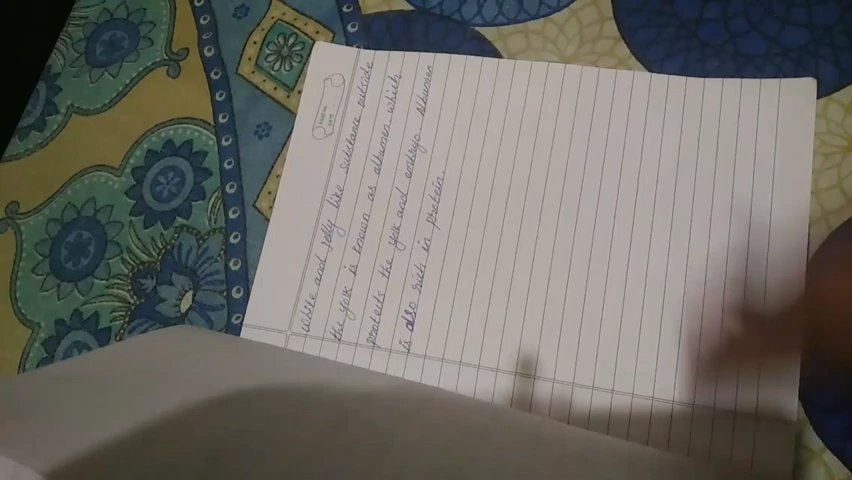 White and Jelly like substance outside
the yolk is known as albumen which
protects the yolk and embryo. Albumen
is also rich in protein.